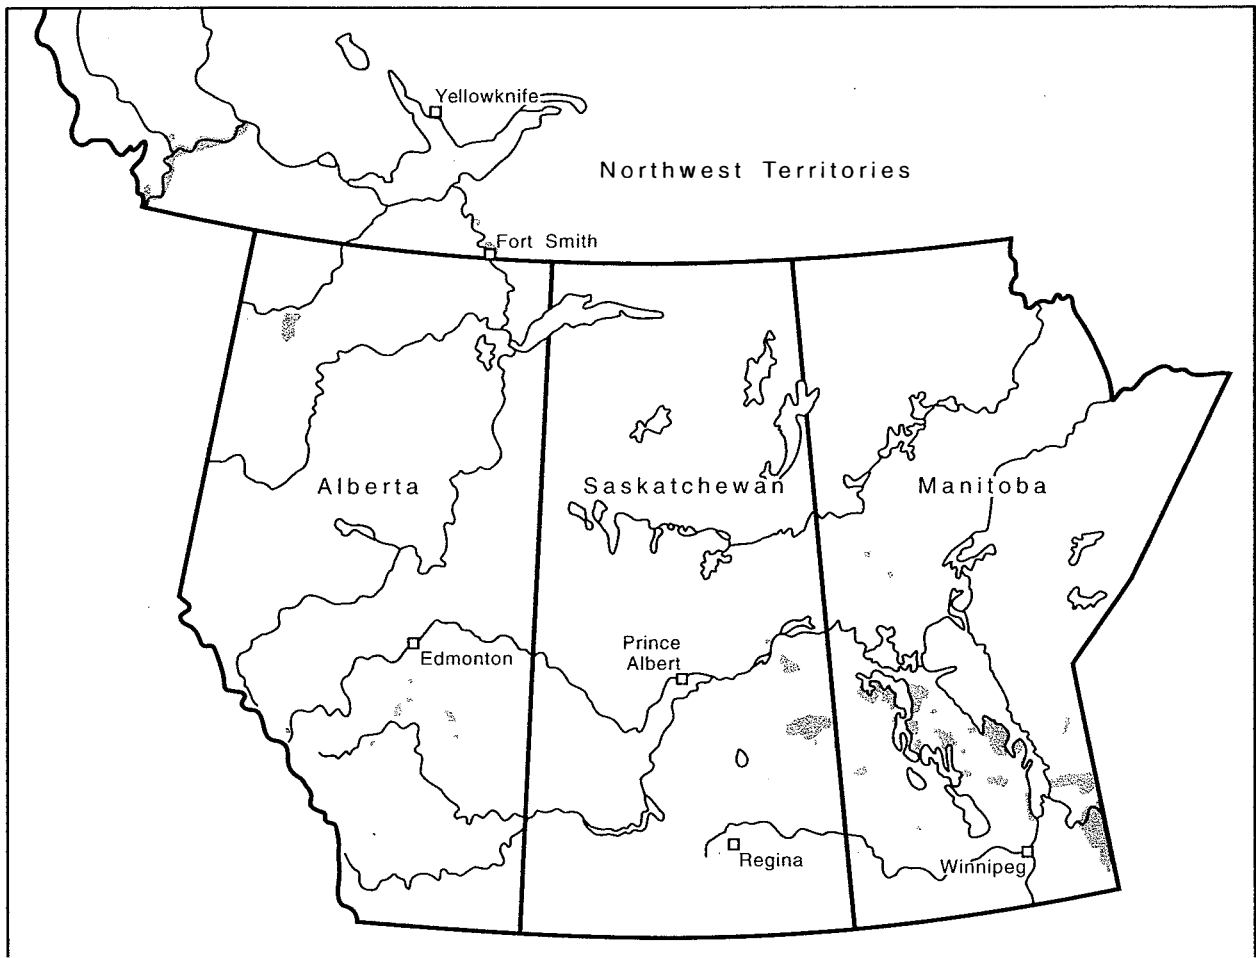 Yellowknife
Northwest Territories
Fort Smith
Alberta
Saskatchewan
Manitoba
Prince
Albert
Edmonton
Regina
Winnipeg